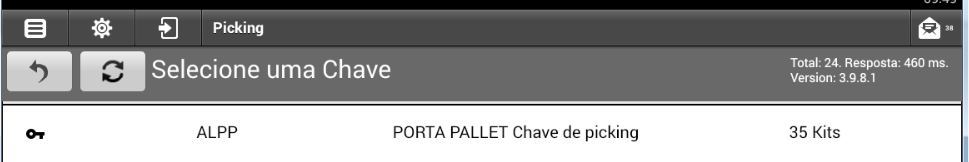 Picking
38
Selecione uma Chave
Total: 24. Resposta: 460 ms.
Version: 3.9.8.1
ALPP PORTA PALLET Chave de picking 35 Kits